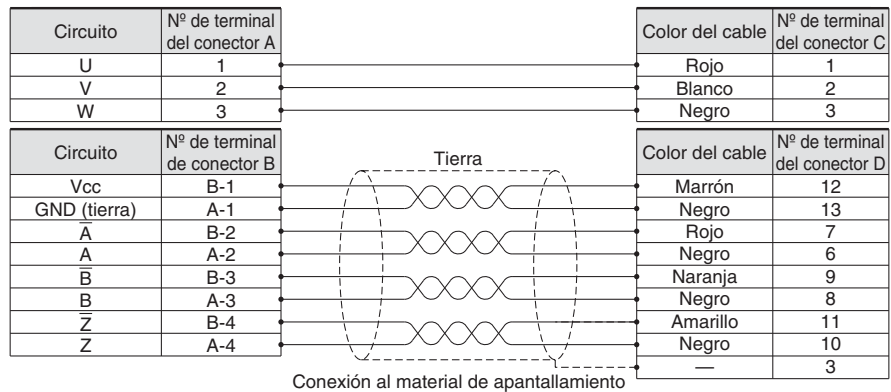 Circuito Nº de terminal del conector A Color del cable Nº de terminal del conector C
U 1 Rojo 1
V 2 Blanco 2
W 3 Negro 3
Circuito Nº de terminal de conector B Tierra Color del cable Nº de terminal del conector D
Vcc B-1 Marrón 12
GND (tierra) A-1 Negro 13
A̅ B-2 Rojo 7
A A-2 Negro 6
B̅ B-3 Naranja 9
B A-3 Negro 8
Z̅ B-4 Amarillo 11
Z A-4 Negro 10
— 3
Conexión al material de apantallamiento